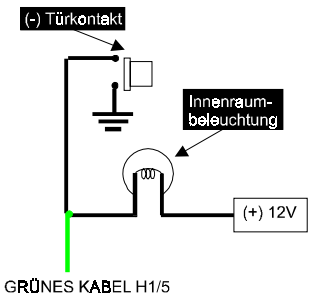 (-) Türkontakt
Innenraum-
beleuchtung
(+) 12V
GRÜNES KABEL H1/5